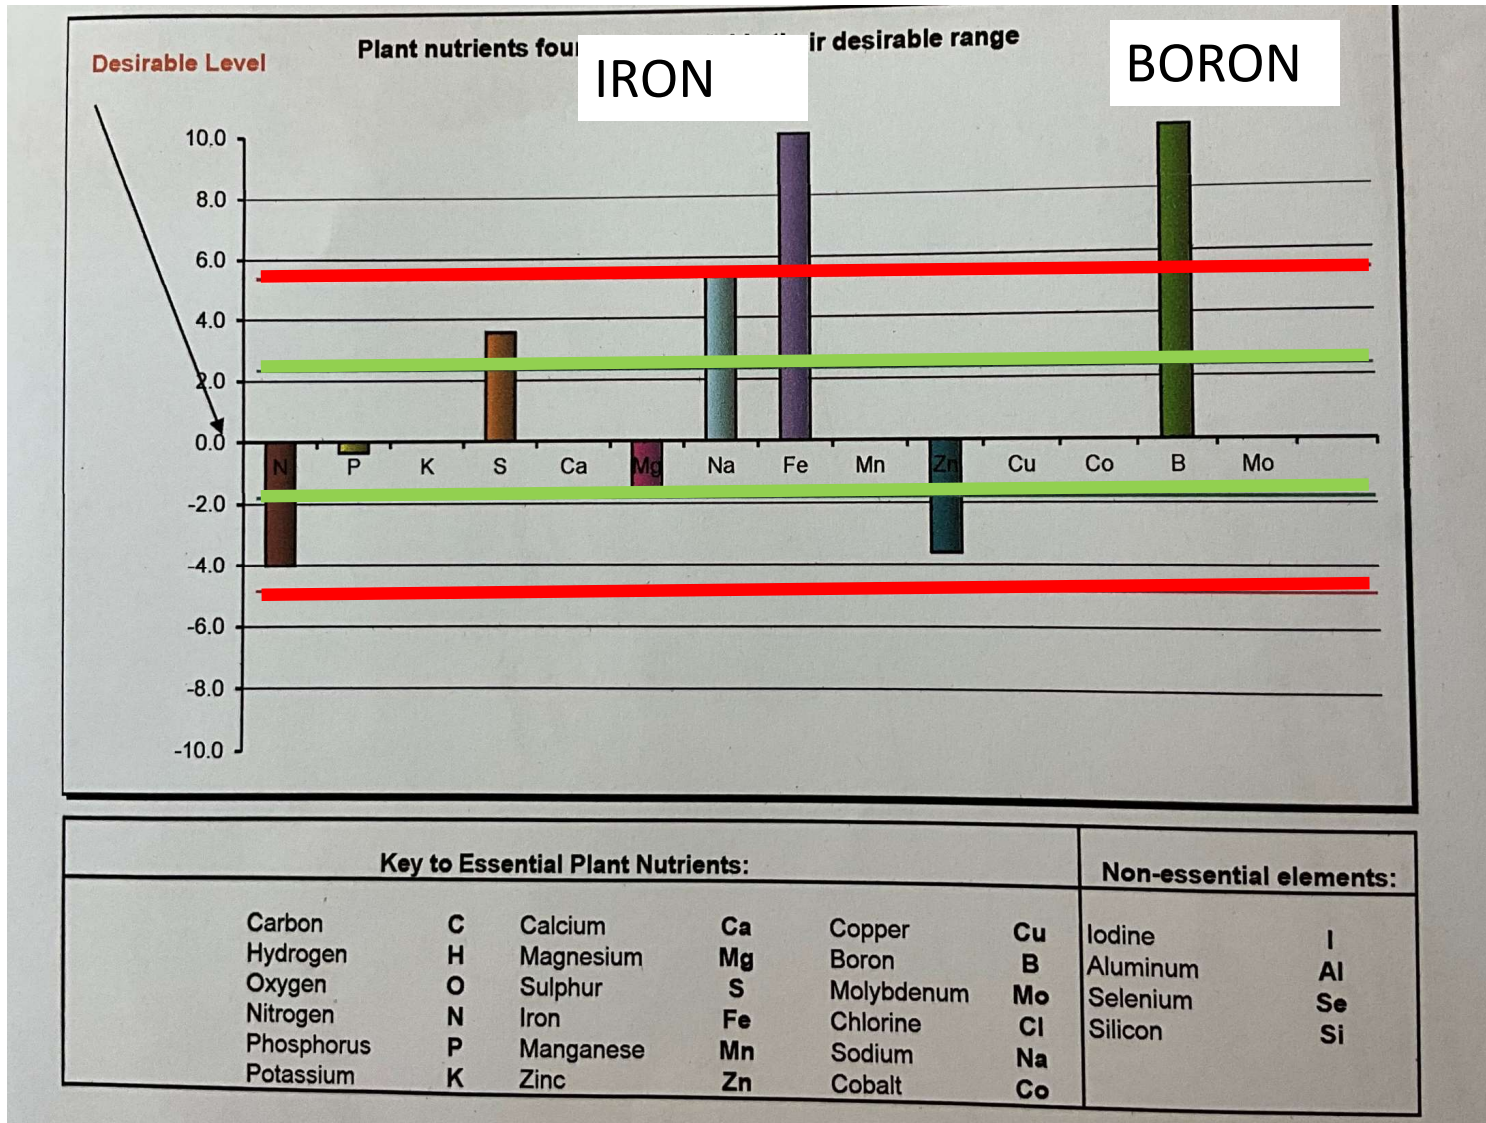 Desirable Level
Plant nutrients ir desirable range
IRON
BORON
10.0
8.0
6.0
4.0
2.0
0.0
N P K S Ca Mg Na Fe Mn Zn Cu Co B Mo
-2.0
-4.0
-6.0
-8.0
-10.0
Key to Essential Plant Nutrients:
Non-essential elements:
Carbon C Calcium Ca Copper Cu Iodine I
Hydrogen H Magnesium Mg Boron B Aluminum Al
Oxygen O Sulphur S Molybdenum Mo Selenium Se
Nitrogen N Iron Fe Chlorine Cl Silicon Si
Phosphorus P Manganese Mn Sodium Na
Potassium K Zinc Zn Cobalt Co